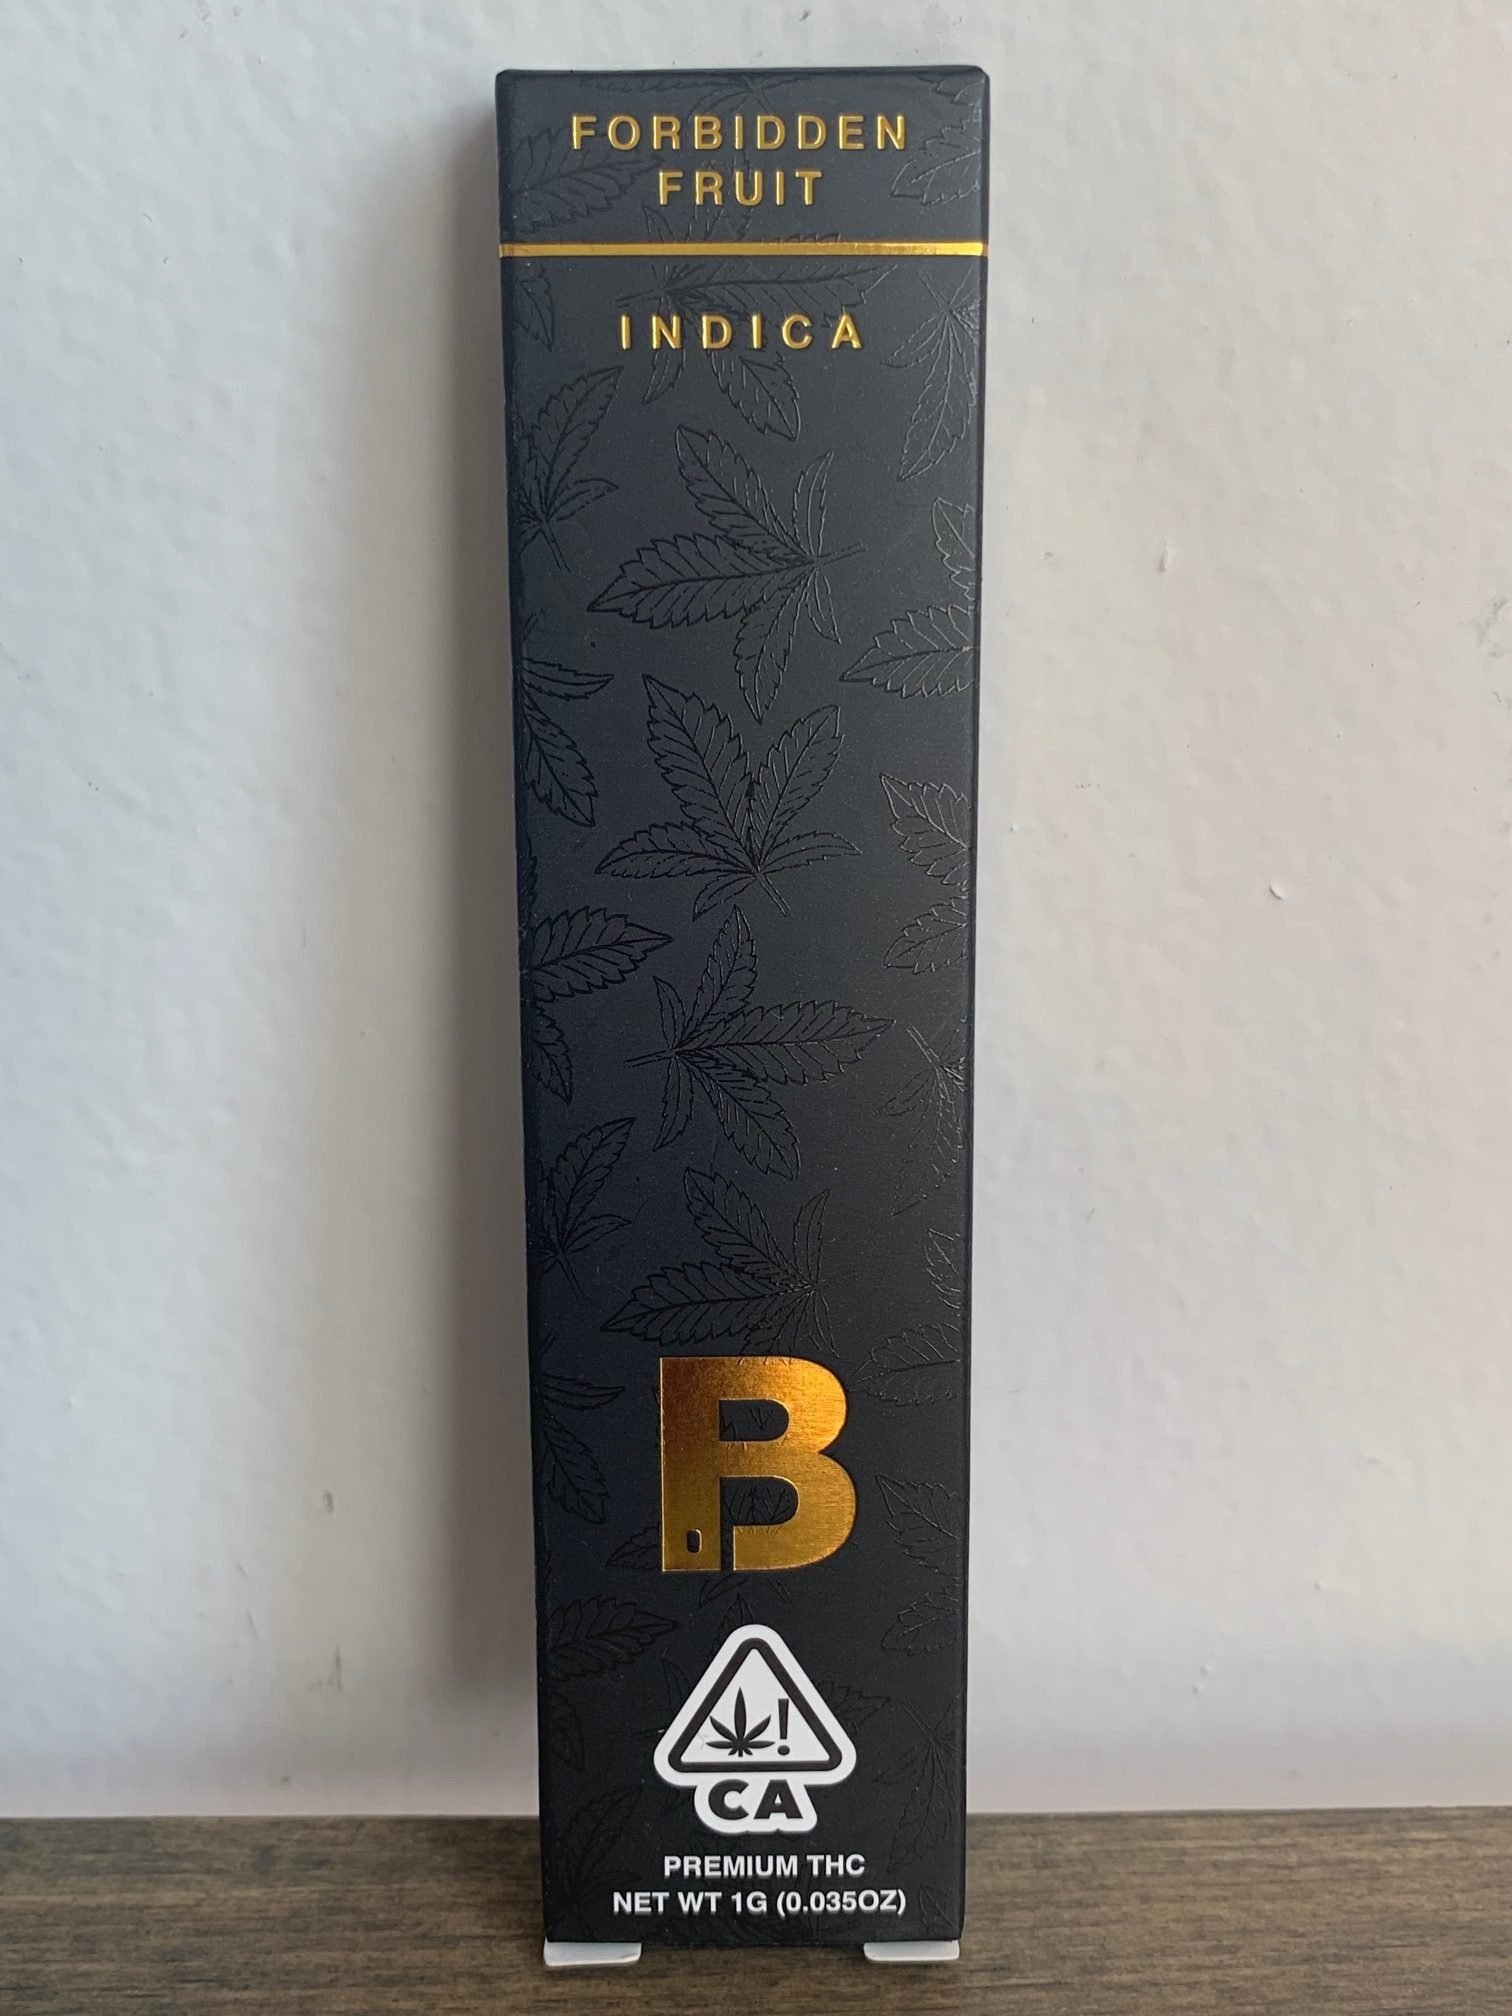 FORBIDDEN
FRUIT
INDICA
B
!
CA
PREMIUM THC
NET WT 1G (0.035OZ)